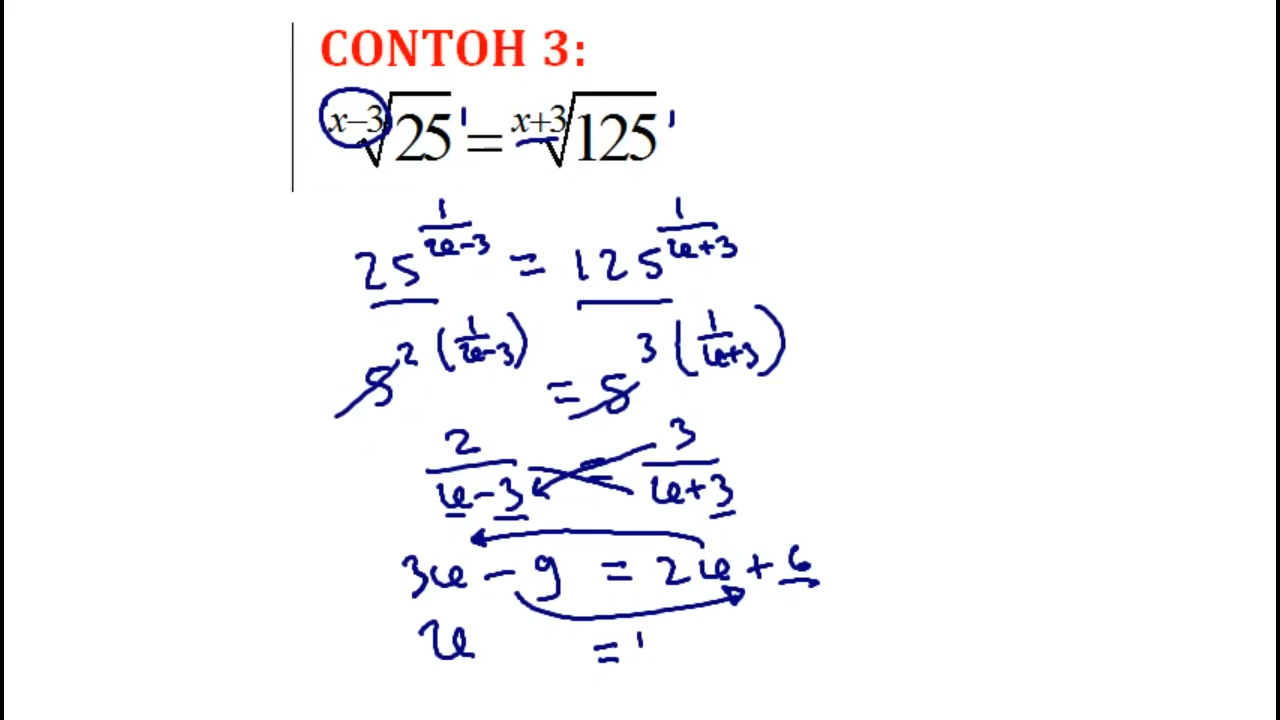 CONTOH 3:
x−3√25 = x+3√125
25^(1/(x−3)) = 125^(1/(x+3))
5^2(1/(x−3)) = 5^3(1/(x+3))
2/(x−3) = 3/(x+3)
3x − 9 = 2x + 6
x =